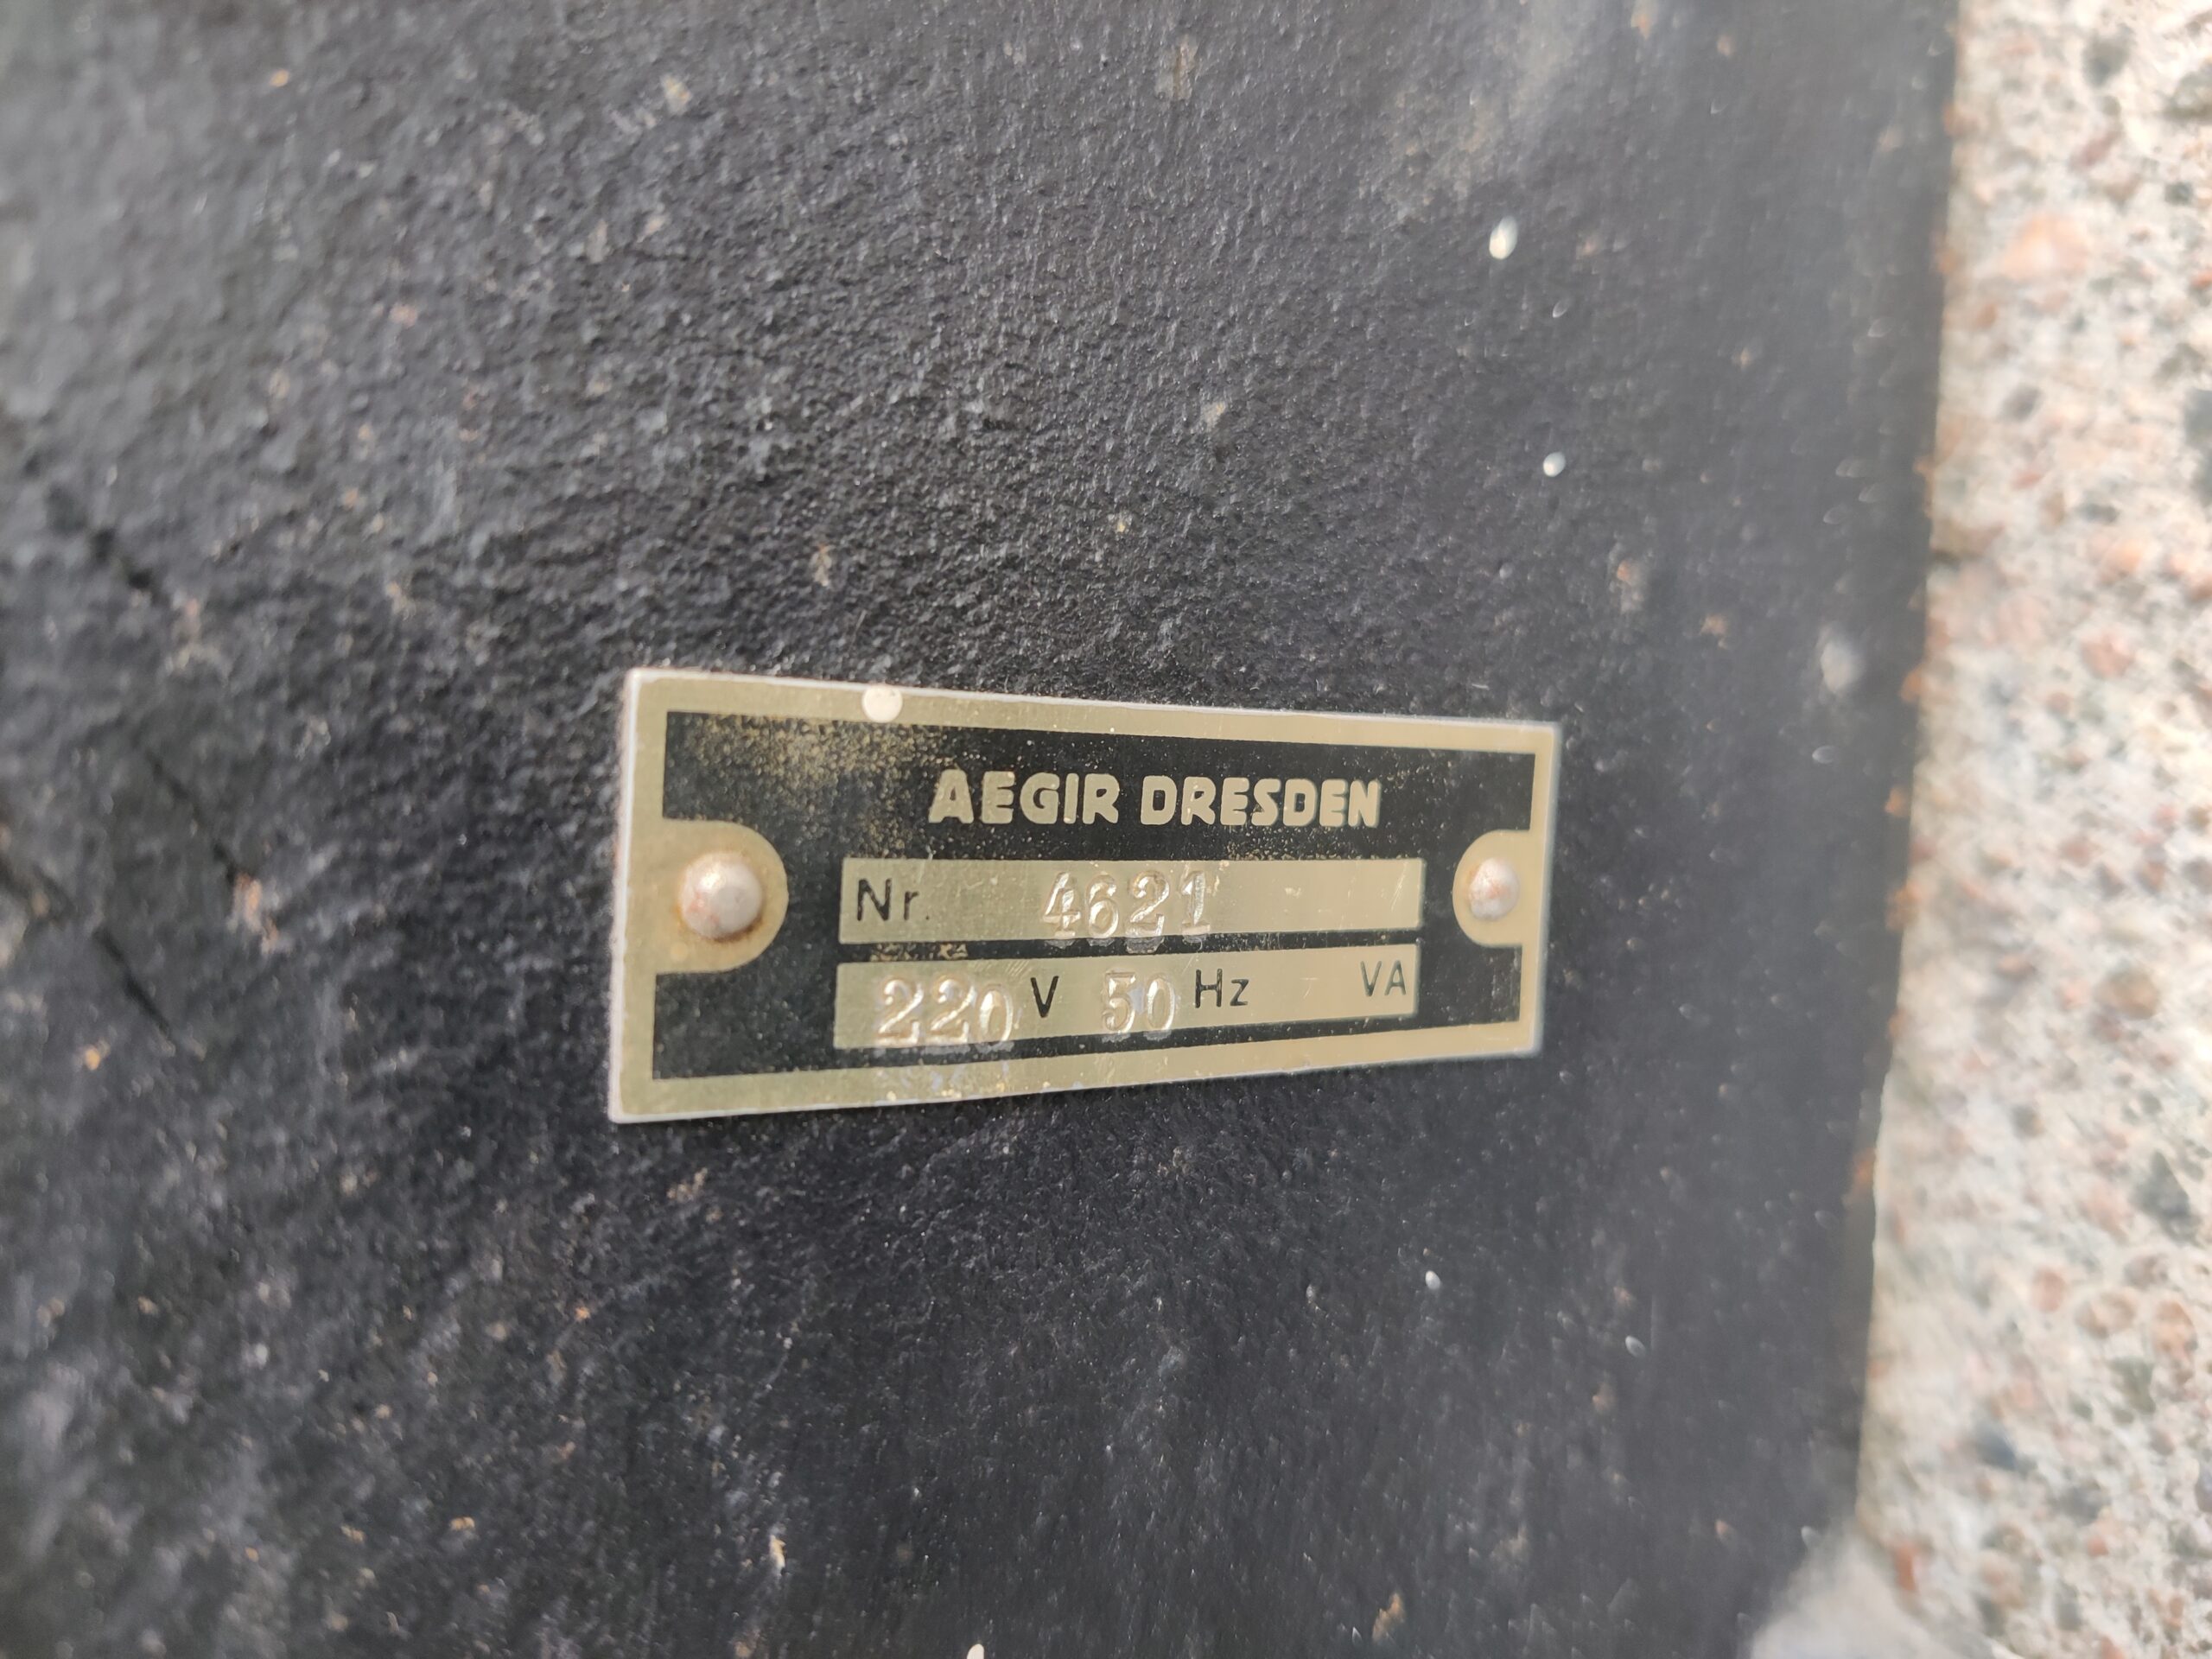 AEGIR DRESDEN
Nr. 4621
220 V 50 Hz VA